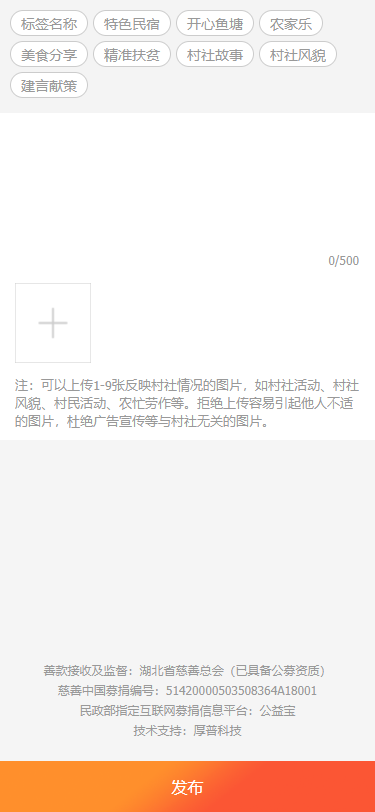 标签名称 特色民宿 开心鱼塘 农家乐
美食分享 精准扶贫 村社故事 村社风貌
建言献策
0/500
注：可以上传1-9张反映村社情况的图片，如村社活动、村社
风貌、村民活动、农忙劳作等。拒绝上传容易引起他人不适
的图片，杜绝广告宣传等与村社无关的图片。
善款接收及监督：湖北省慈善总会（已具备公募资质）
慈善中国募捐编号：51420000503508364A18001
民政部指定互联网募捐信息平台：公益宝
技术支持：厚普科技
发布